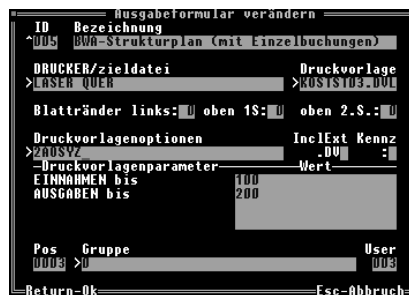 Ausgabeformular verändern
ID Bezeichnung
^005 BWA-Strukturplan (mit Einzelbuchungen)
DRUCKER/zieldatei Druckvorlage
>LASER QUER >KOSTST03.DVL
Blattränder links: 0 oben 1S: 0 oben 2.S.: 0
Druckvorlagenoptionen InclExt Kennz
>2AOSYZ_ .DV :
Druckvorlagenparameter Wert
EINNAHMEN bis 100
AUSGABEN bis 200
Pos Gruppe User
0003 >0 003
Return-Ok Esc-Abbruch